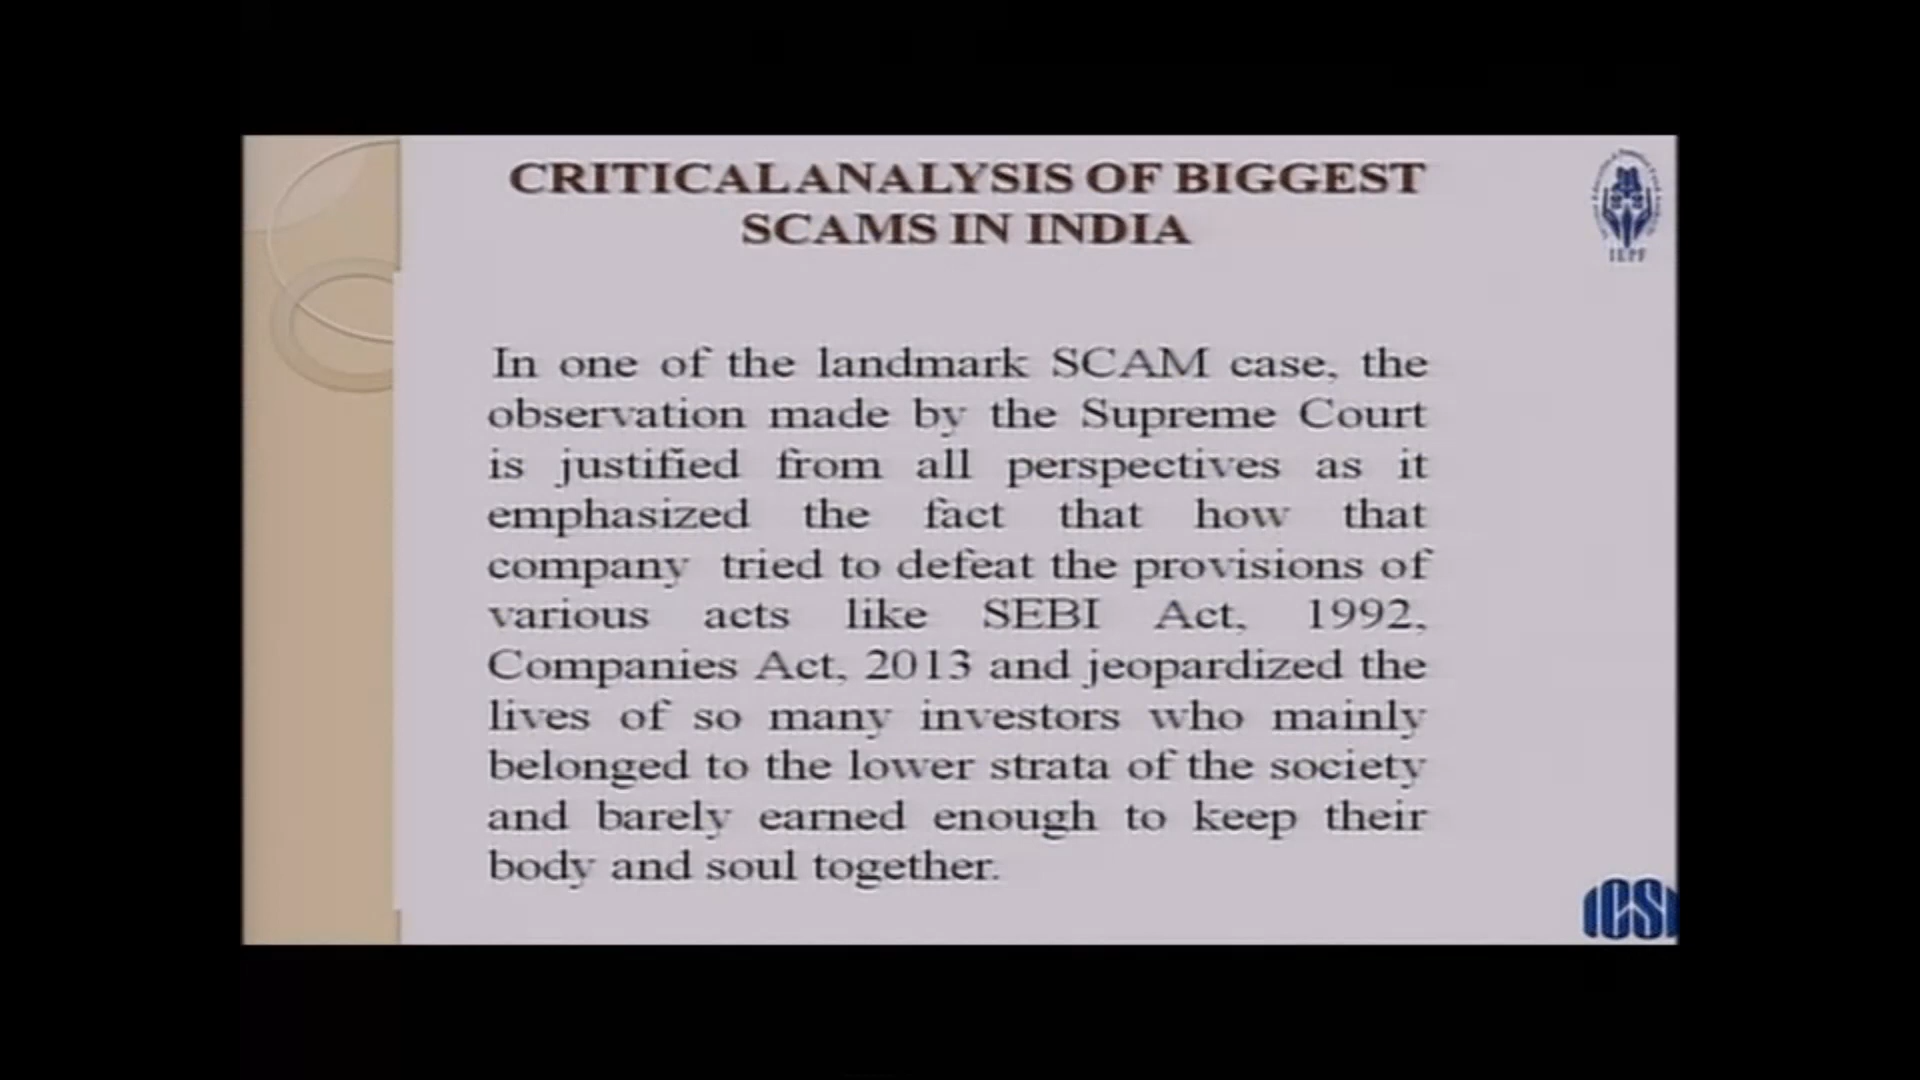 CRITICAL ANALYSIS OF BIGGEST
SCAMS IN INDIA
IEPF
In one of the landmark SCAM case, the
observation made by the Supreme Court
is justified from all perspectives as it
emphasized the fact that how that
company tried to defeat the provisions of
various acts like SEBI Act, 1992,
Companies Act, 2013 and jeopardized the
lives of so many investors who mainly
belonged to the lower strata of the society
and barely earned enough to keep their
body and soul together.
ICSI